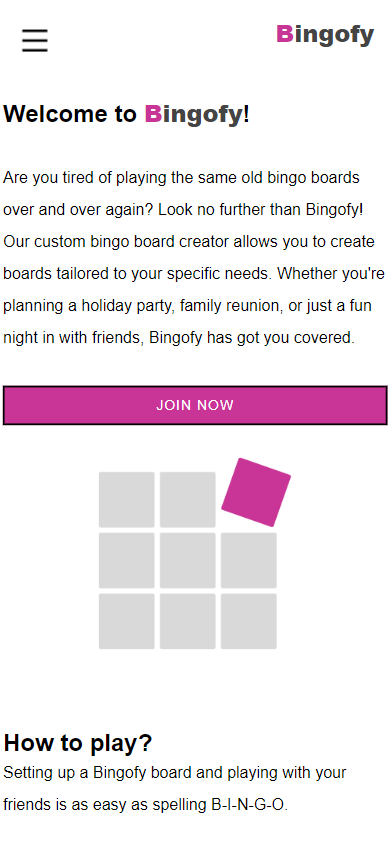 Bingofy
Welcome to Bingofy!
Are you tired of playing the same old bingo boards
over and over again? Look no further than Bingofy!
Our custom bingo board creator allows you to create
boards tailored to your specific needs. Whether you're
planning a holiday party, family reunion, or just a fun
night in with friends, Bingofy has got you covered.
JOIN NOW
How to play?
Setting up a Bingofy board and playing with your
friends is as easy as spelling B-I-N-G-O.